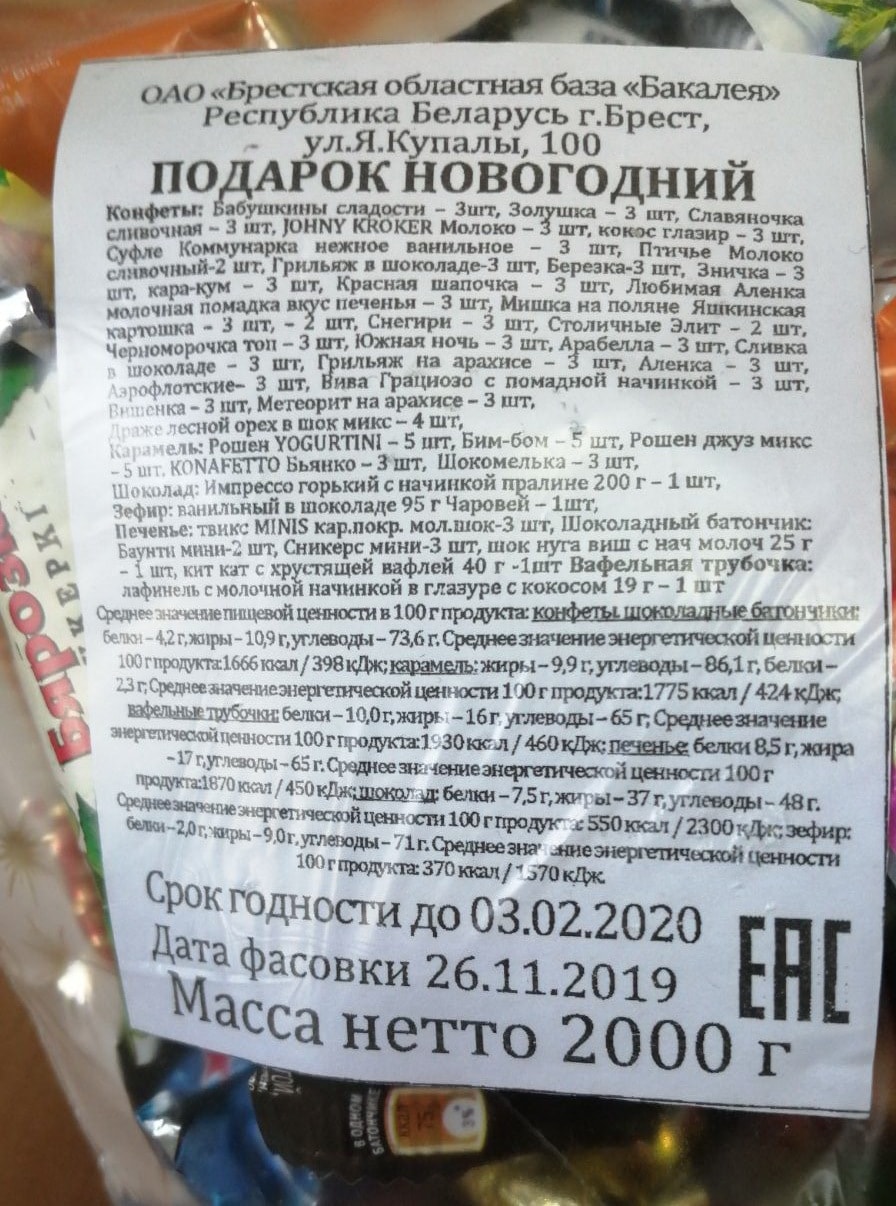 ОАО «Брестская областная база «Бакалея»
Республика Беларусь г.Брест,
ул.Я.Купалы, 100
ПОДАРОК НОВОГОДНИЙ
Конфеты: Бабушкины сладости – 3шт, Золушка – 3 шт, Славяночка
сливочная – 3 шт, JOHNY KROKER Молоко – 3 шт, кокос глазир – 3 шт,
Суфле Коммунарка нежное ванильное – 3 шт, Птичье Молоко
сливочный-2 шт, Грильяж в шоколаде-3 шт, Березка-3 шт, Зничка – 3
шт, кара-кум – 3 шт, Красная шапочка – 3 шт, Любимая Аленка
молочная помадка вкус печенья – 3 шт, Мишка на поляне Яшкинская
картошка – 3 шт, – 2 шт, Снегири – 3 шт, Столичные Элит – 2 шт,
Черноморочка топ – 3 шт, Южная ночь – 3 шт, Арабелла – 3 шт, Сливка
в шоколаде – 3 шт, Грильяж на арахисе – 3 шт, Аленка – 3 шт,
Аэрофлотские– 3 шт, Вива Грациозо с помадной начинкой – 3 шт,
Вишенка – 3 шт, Метеорит на арахисе – 3 шт,
Драже лесной орех в шок микс – 4 шт,
Карамель: Рошен YOGURTINI – 5 шт, Бим-бом – 5 шт, Рошен джуз микс
– 5 шт, KONAFETTO Бьянко – 3 шт, Шокомелька – 3 шт,
Шоколад: Импрессо горький с начинкой пралине 200 г – 1 шт,
Зефир: ванильный в шоколаде 95 г Чаровей – 1шт,
Печенье: твикс MINIS кар.покр. мол.шок-3 шт, Шоколадный батончик:
Баунти мини-2 шт, Сникерс мини-3 шт, шок нуга виш с нач молоч 25 г
– 1 шт, кит кат с хрустящей вафлей 40 г -1шт Вафельная трубочка:
лафинель с молочной начинкой в глазуре с кокосом 19 г – 1 шт
Среднее значение пищевой ценности в 100 г продукта: конфеты, шоколадные батончики:
белки – 4,2 г, жиры – 10,9 г, углеводы – 73,6 г. Среднее значение энергетической ценности
100 г продукта:1666 ккал / 398 кДж; карамель: жиры – 9,9 г, углеводы – 86,1 г, белки –
2,3 г; Среднее значение энергетической ценности 100 г продукта:1775 ккал / 424 кДж;
вафельные трубочки: белки – 10,0 г, жиры – 16 г, углеводы – 65 г; Среднее значение
энергетической ценности 100 г продукта:1930 ккал / 460 кДж; печенье: белки 8,5 г, жира
– 17 г, углеводы – 65 г. Среднее значение энергетической ценности 100 г
продукта:1870 ккал / 450 кДж; шоколад: белки – 7,5 г, жиры – 37 г, углеводы – 48 г.
Среднее значение энергетической ценности 100 г продукта: 550 ккал / 2300 кДж; зефир:
белки – 2,0 г, жиры – 9,0 г, углеводы – 71 г. Среднее значение энергетической ценности
100 г продукта: 370 ккал / 1570 кДж.
Срок годности до 03.02.2020
Дата фасовки 26.11.2019
EAC
Масса нетто 2000 г
В ОДНОМ
БАТОНЧИКЕ
ККАЛ
75
3%*